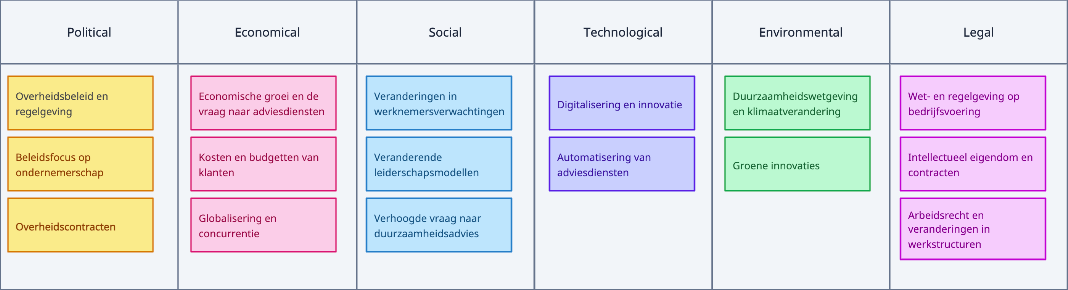 Political
Economical
Social
Technological
Environmental
Legal
Overheidsbeleid en
regelgeving
Beleidsfocus op
ondernemerschap
Overheidscontracten
Economische groei en de
vraag naar adviesdiensten
Kosten en budgetten van
klanten
Globalisering en
concurrentie
Veranderingen in
werknemersverwachtingen
Veranderende
leiderschapsmodellen
Verhoogde vraag naar
duurzaamheidsadvies
Digitalisering en innovatie
Automatisering van
adviesdiensten
Duurzaamheidswetgeving
en klimaatverandering
Groene innovaties
Wet- en regelgeving op
bedrijfsvoering
Intellectueel eigendom en
contracten
Arbeidsrecht en
veranderingen in
werkstructuren